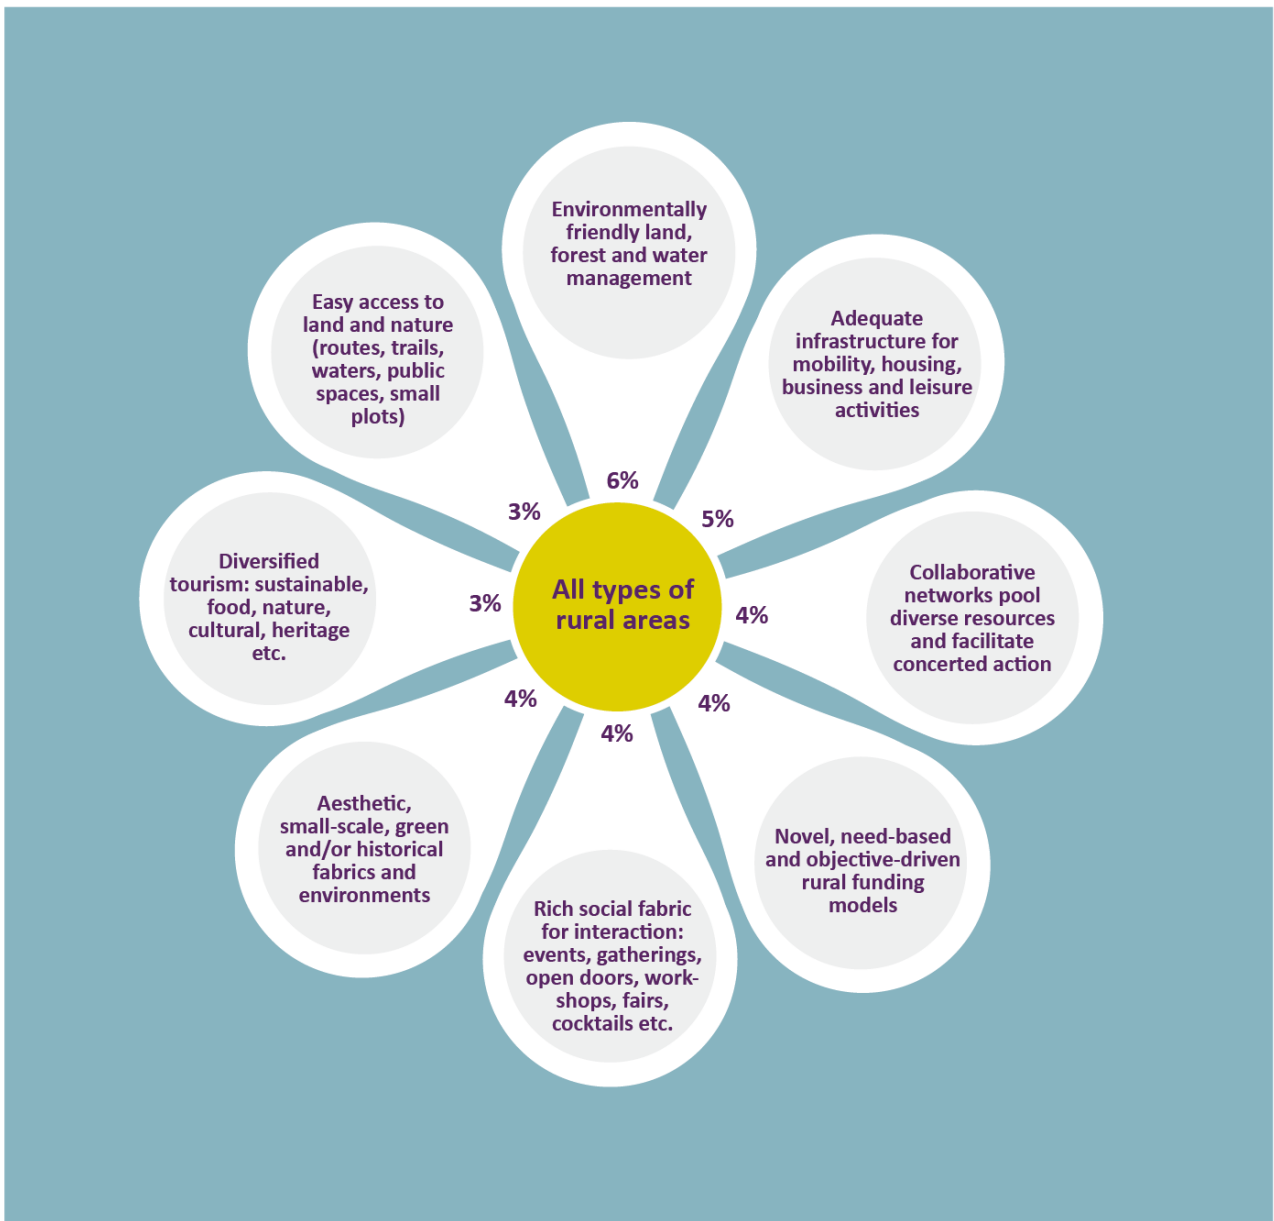 Environmentally
friendly land,
forest and water
management
6%
Adequate
infrastructure for
mobility, housing,
business and leisure
activities
5%
Collaborative
networks pool
diverse resources
and facilitate
concerted action
4%
Novel, need-based
and objective-driven
rural funding
models
4%
Rich social fabric
for interaction:
events, gatherings,
open doors, work-
shops, fairs,
cocktails etc.
4%
Aesthetic,
small-scale, green
and/or historical
fabrics and
environments
4%
Diversified
tourism: sustainable,
food, nature,
cultural, heritage
etc.
3%
Easy access to
land and nature
(routes, trails,
waters, public
spaces, small
plots)
3%
All types of
rural areas